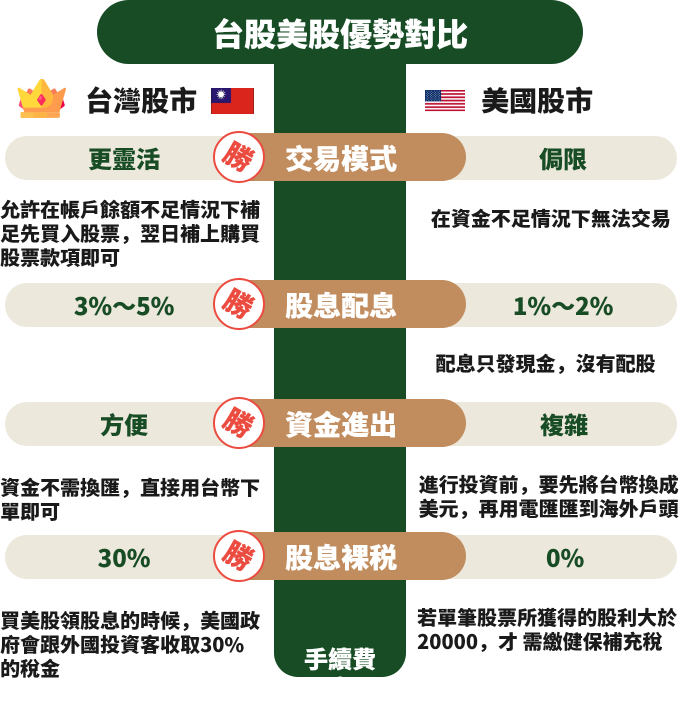 台股美股優勢對比
台灣股市
美國股市
更靈活
勝
交易模式
侷限
允許在帳戶餘額不足情況下補
足先買入股票，翌日補上購買
股票款項即可
在資金不足情況下無法交易
3%～5%
勝
股息配息
1%～2%
配息只發現金，沒有配股
方便
勝
資金進出
複雜
資金不需換匯，直接用台幣下
單即可
進行投資前，要先將台幣換成
美元，再用電匯匯到海外戶頭
30%
勝
股息裸税
0%
買美股領股息的時候，美國政
府會跟外國投資客收取30%
的稅金
若單筆股票所獲得的股利大於
20000，才 需繳健保補充稅
手續費